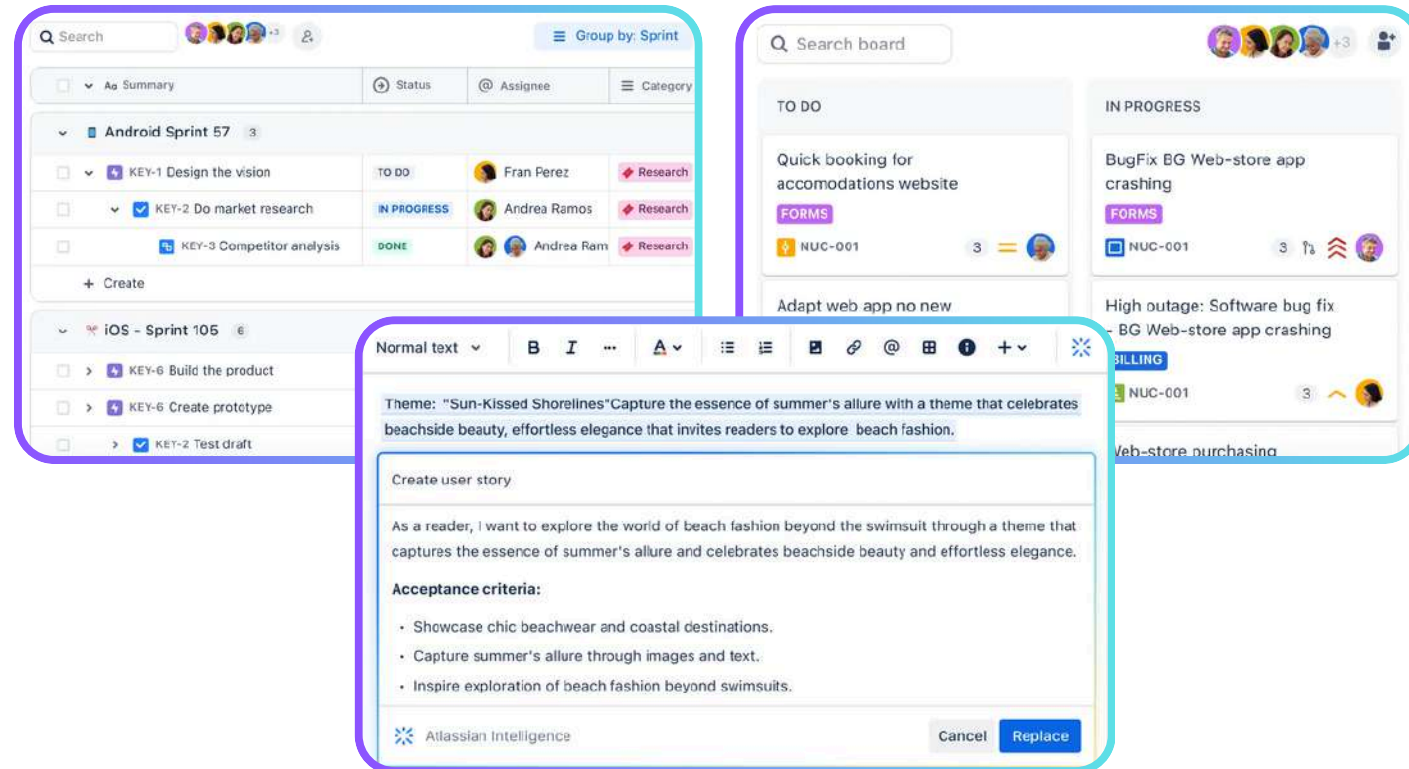 Search
+3
Group by: Sprint
Summary
Status
@ Assignee
Category
Android Sprint 57 3
KEY-1 Design the vision TO DO Fran Perez Research
KEY-2 Do market research IN PROGRESS Andrea Ramos Research
KEY-3 Competitor analysis DONE Andrea Ram Research
+ Create
iOS - Sprint 105 6
KEY-6 Build the product
KEY-6 Create prototype
KEY-2 Test draft
Search board
+3
TO DO
Quick booking for
accomodations website
FORMS
NUC-001 3
Adapt web app no new
IN PROGRESS
BugFix BG Web-store app
crashing
FORMS
NUC-001 3
High outage: Software bug fix
- BG Web-store app crashing
BILLING
NUC-001 3
Web-store purchasing
Normal text B I ... A @ +
Theme: "Sun-Kissed Shorelines"Capture the essence of summer's allure with a theme that celebrates
beachside beauty, effortless elegance that invites readers to explore beach fashion.
Create user story
As a reader, I want to explore the world of beach fashion beyond the swimsuit through a theme that
captures the essence of summer's allure and celebrates beachside beauty and effortless elegance.
Acceptance criteria:
• Showcase chic beachwear and coastal destinations.
• Capture summer's allure through images and text.
• Inspire exploration of beach fashion beyond swimsuits.
Atlassian Intelligence
Cancel Replace